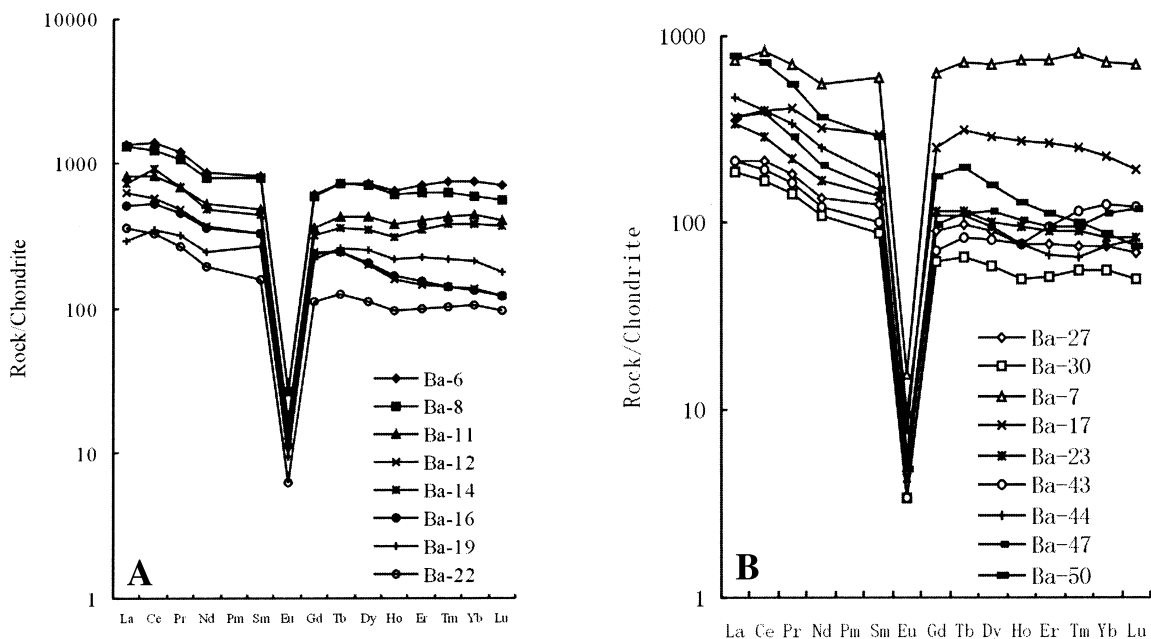 10000
1000
100
10
1
Rock/Chondrite
Ba-6
Ba-8
Ba-11
Ba-12
Ba-14
Ba-16
Ba-19
Ba-22
A
La Ce Pr Nd Pm Sm Eu Gd Tb Dy Ho Er Tm Yb Lu
B
1000
100
10
1
Rock/Chondrite
Ba-27
Ba-30
Ba-7
Ba-17
Ba-23
Ba-43
Ba-44
Ba-47
Ba-50
B
La Ce Pr Nd Pm Sm Eu Gd Tb Dy Ho Er Tm Yb Lu